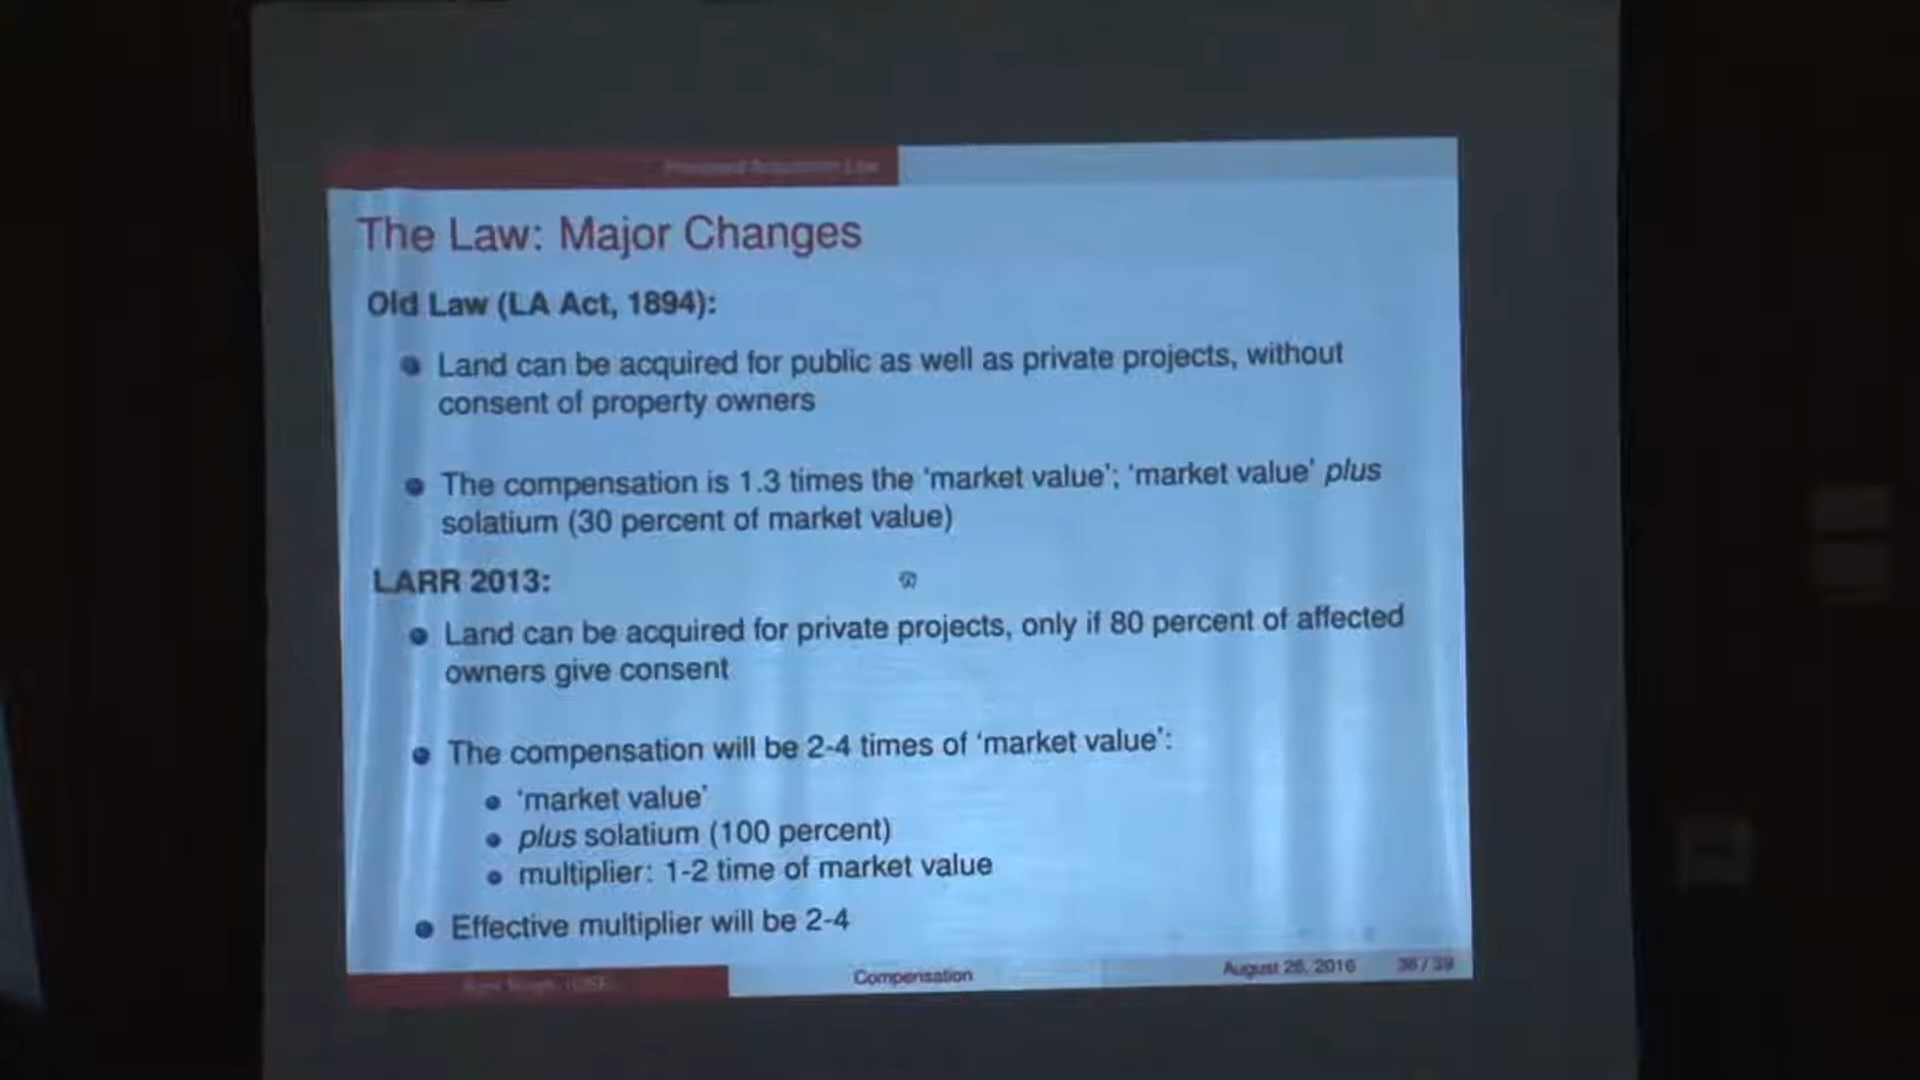 The Law: Major Changes
Old Law (LA Act, 1894):
Land can be acquired for public as well as private projects, without
consent of property owners
The compensation is 1.3 times the 'market value'; 'market value' plus
solatium (30 percent of market value)
LARR 2013:
Land can be acquired for private projects, only if 80 percent of affected
owners give consent
The compensation will be 2-4 times of 'market value':
'market value'
plus solatium (100 percent)
multiplier: 1-2 time of market value
Effective multiplier will be 2-4
Compensation
August 26, 2016